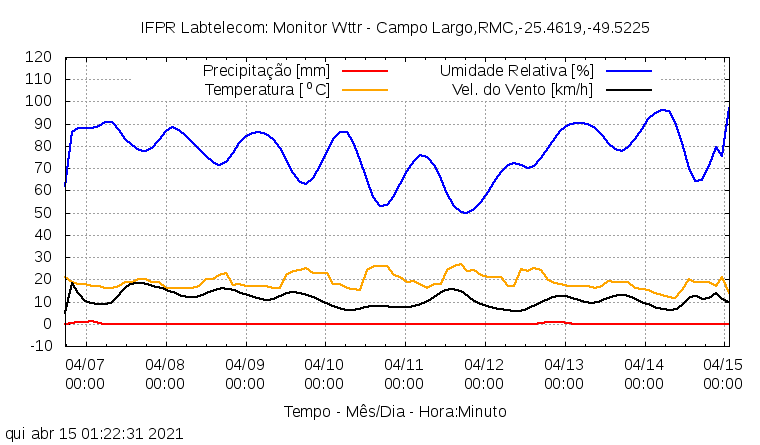 IFPR Labtelecom: Monitor Wttr - Campo Largo,RMC,-25.4619,-49.5225
Precipitação [mm]
Umidade Relativa [%]
Temperatura [⁰C]
Vel. do Vento [km/h]
120
110
100
90
80
70
60
50
40
30
20
10
0
-10
04/07 04/08 04/09 04/10 04/11 04/12 04/13 04/14 04/15
00:00 00:00 00:00 00:00 00:00 00:00 00:00 00:00 00:00
Tempo - Mês/Dia - Hora:Minuto
qui abr 15 01:22:31 2021